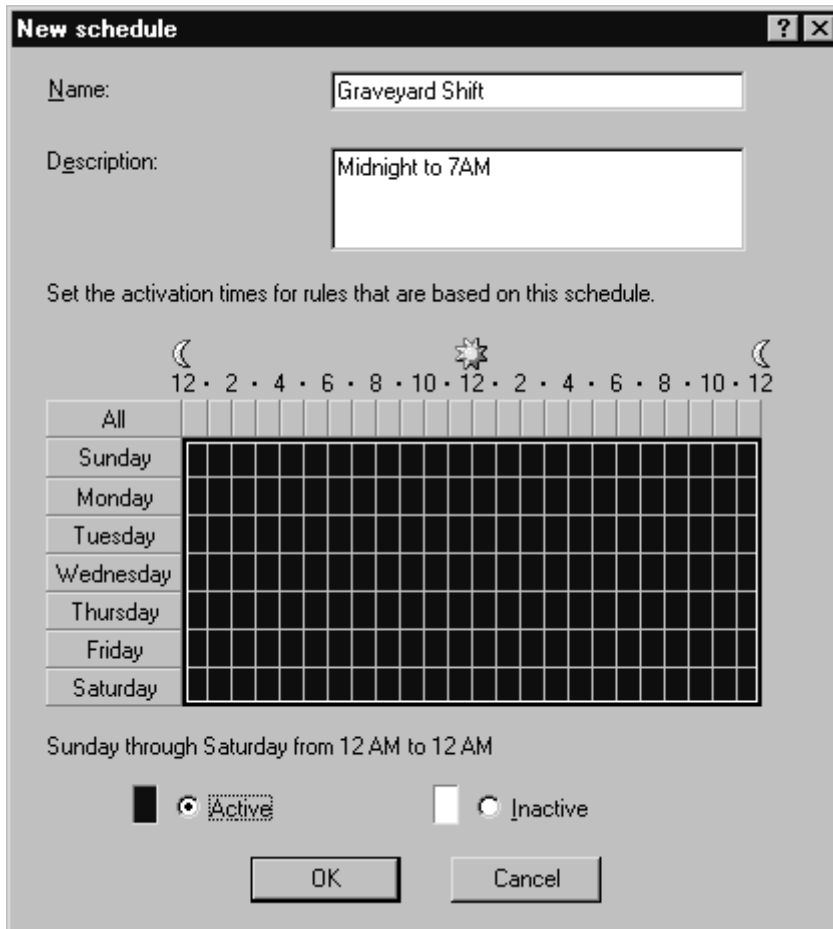 New schedule
Name: Graveyard Shift
Description: Midnight to 7AM
Set the activation times for rules that are based on this schedule.
12 · 2 · 4 · 6 · 8 · 10 · 12 · 2 · 4 · 6 · 8 · 10 · 12
All
Sunday
Monday
Tuesday
Wednesday
Thursday
Friday
Saturday
Sunday through Saturday from 12 AM to 12 AM
Active Inactive
OK Cancel